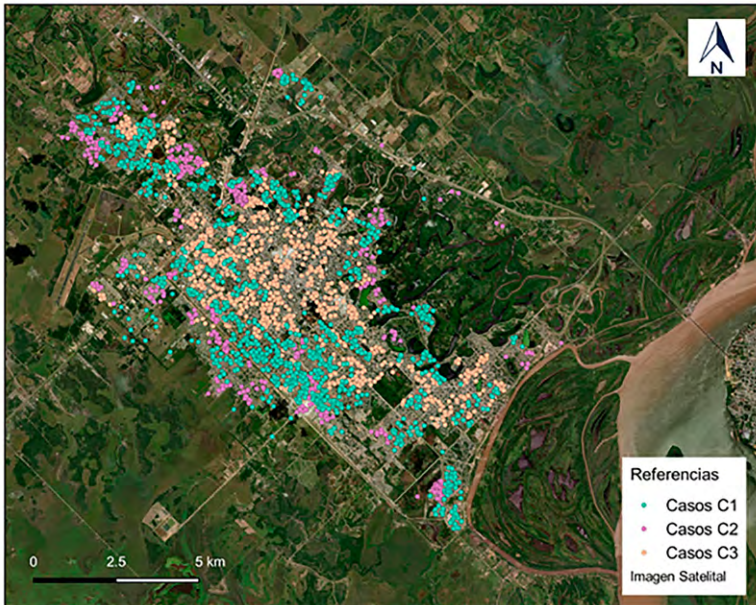 N
Referencias
Casos C1
Casos C2
Casos C3
Imagen Satelital
0 2.5 5 km